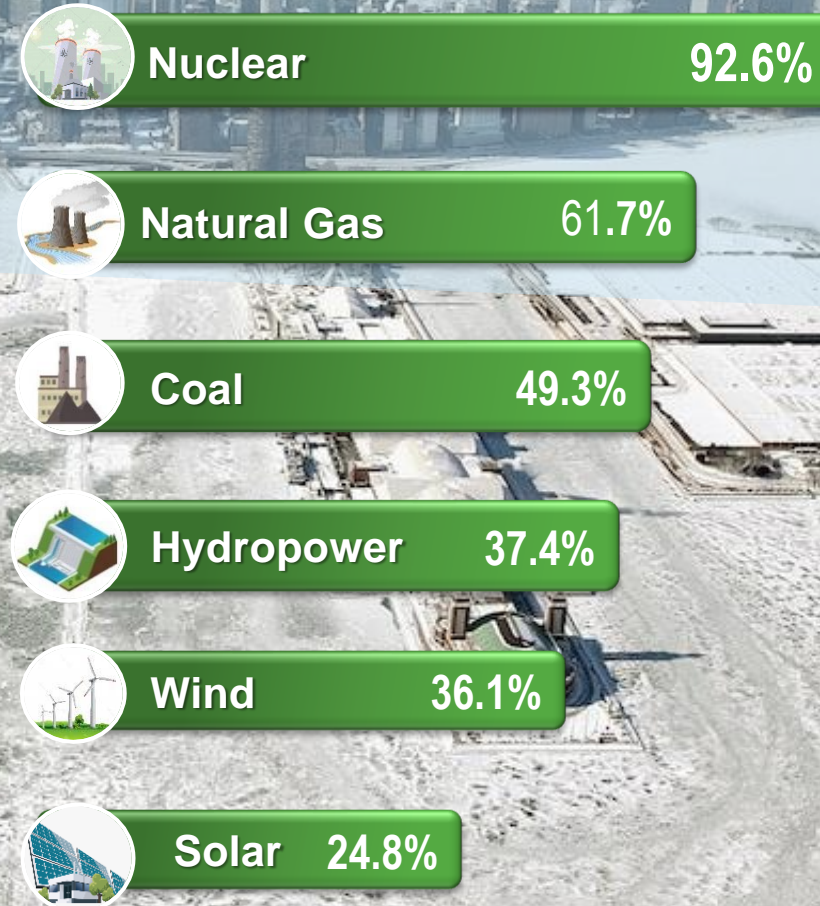 Nuclear 92.6%
Natural Gas 61.7%
Coal 49.3%
Hydropower 37.4%
Wind 36.1%
Solar 24.8%